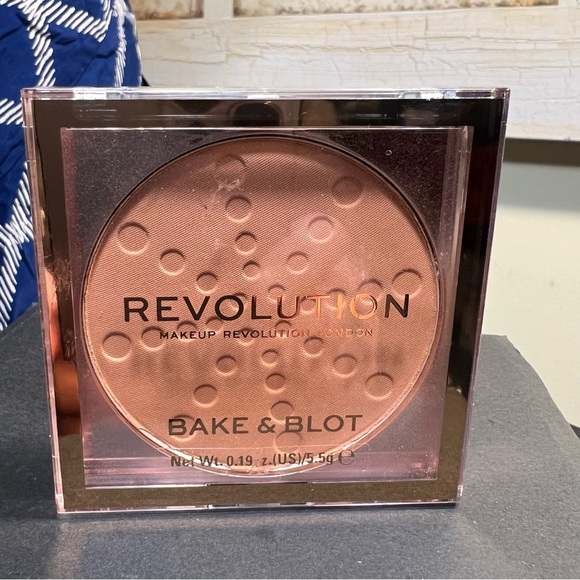 REVOLUTION
MAKEUP REVOLUTION LONDON
BAKE & BLOT
Net Wt. 0.19 z.(US)/5.5g ℮